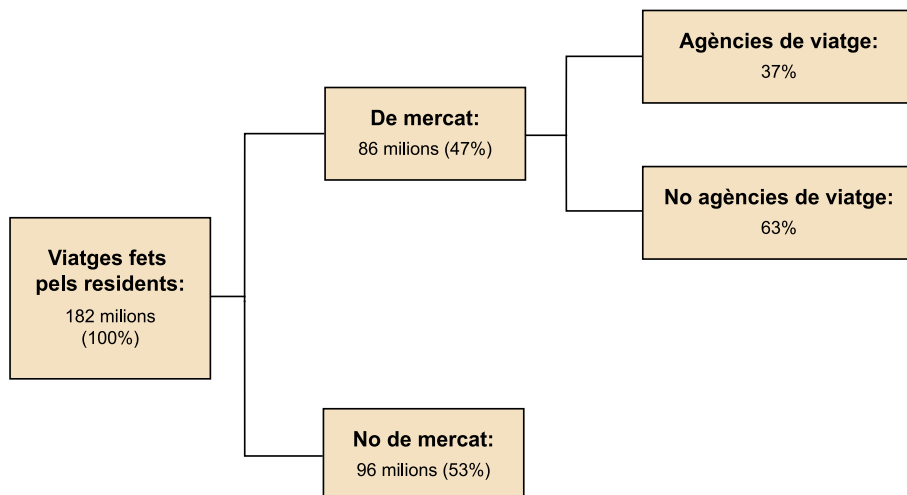 Agències de viatge:
37%
De mercat:
86 milions (47%)
No agències de viatge:
63%
Viatges fets
pels residents:
182 milions
(100%)
No de mercat:
96 milions (53%)